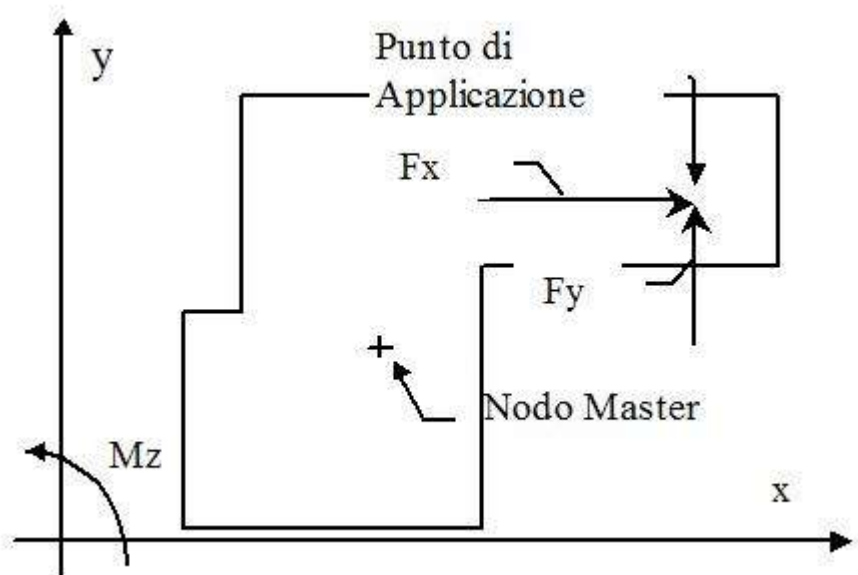 y
Punto di
Applicazione
Fx
Fy
Nodo Master
Mz
x